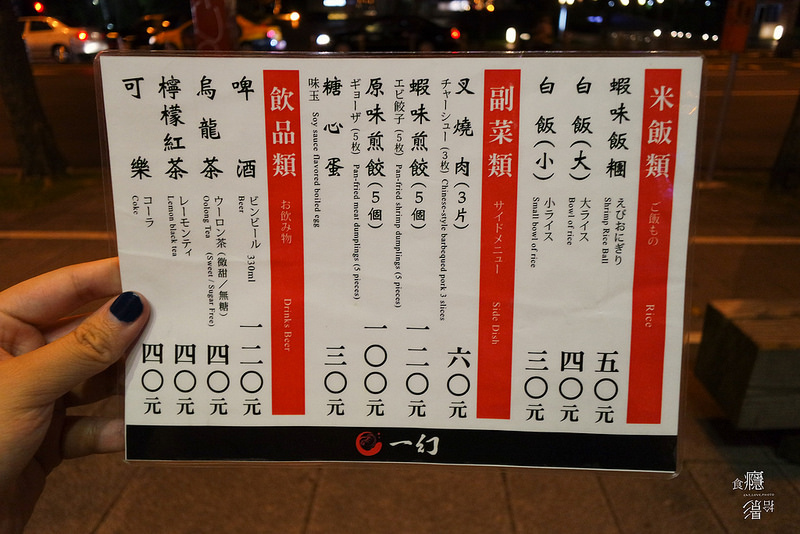 米飯類 ご飯もの Rice
蝦味飯糰 えびおにぎり Shrimp Rice Ball 五〇元
白飯(大) 大ライス Bowl of rice 四〇元
白飯(小) 小ライス Small bowl of rice 三〇元
副菜類 サイドメニュー Side Dish
叉燒肉(3片) チャーシュー(3枚) Chinese-style barbequed pork 3 slices 六〇元
蝦味煎餃(5個) エビ餃子(5枚) Pan-fried shrimp dumplings (5 pieces) 一二〇元
原味煎餃(5個) ギョーザ(5枚) Pan-fried meat dumplings (5 pieces) 一〇〇元
糖心蛋 味玉 Soy sauce flavored boiled egg 三〇元
飲品類 お飲み物 Drinks Beer
啤酒 ビンビール 330ml Beer 一二〇元
烏龍茶 ウーロン茶(微甜/無糖) Oolong Tea (Sweet / Sugar Free) 四〇元
檸檬紅茶 レーモンティ Lemon black tea 四〇元
可樂 コーラ Coke 四〇元
一幻
食癮
拾影